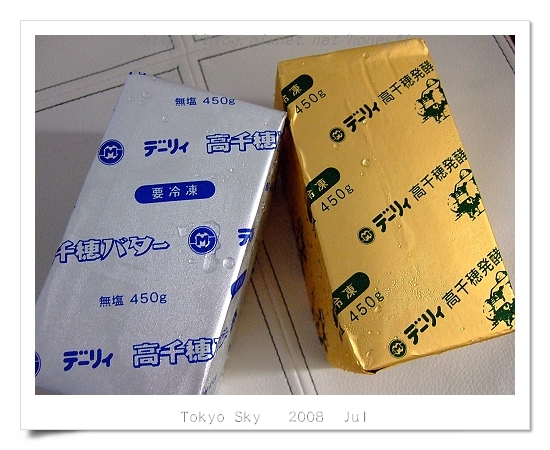 無塩 450g
デーリィ 高千穂
要冷凍
千穂バター
デ
無塩 450g
デーリィ 高千穂
冷凍
450g
デーリィ 高千穂発酵
冷凍
450g
デーリィ 高千穂発酵
冷凍
450g
デーリィ 高千穂発酵
Tokyo Sky 2008 Jul